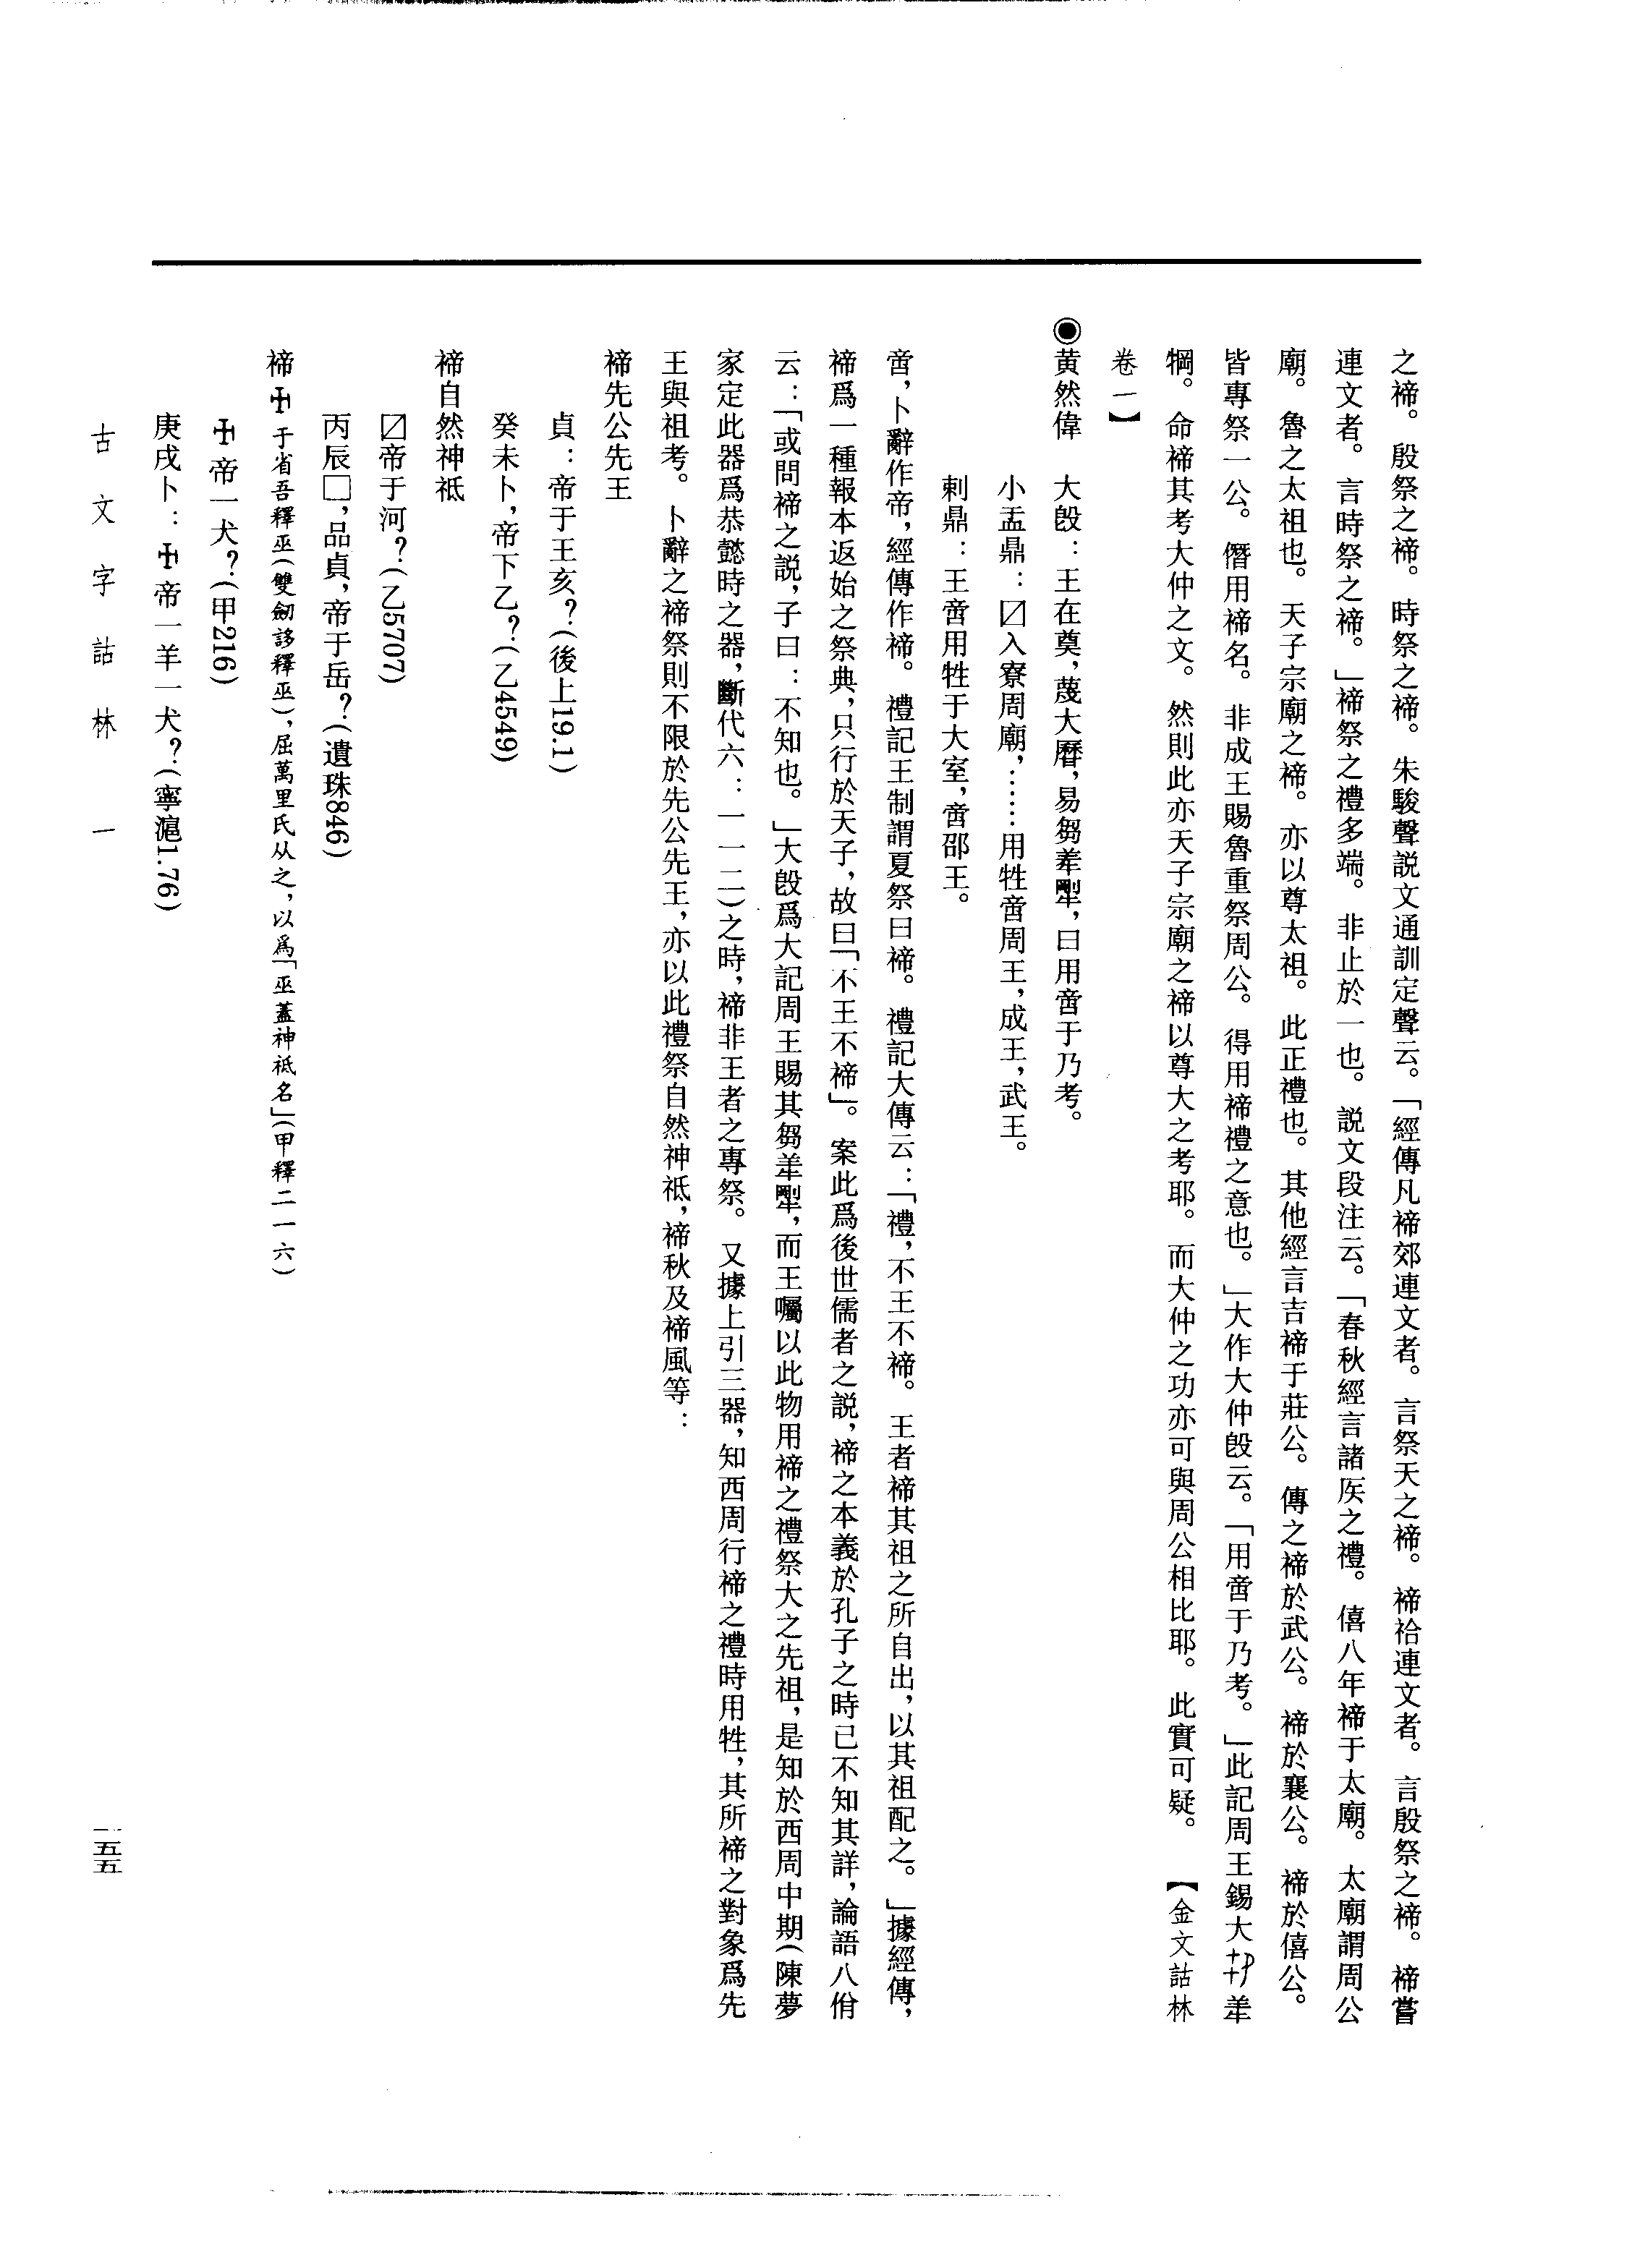 之禘。殷祭之禘。時祭之禘。朱駿聲説文通訓定聲云。「經傳凡禘郊連文者。言祭天之禘。禘祫連文者。言殷祭之禘。禘嘗
連文者。言時祭之禘。」禘祭之禮多端。非止於一也。説文段注云。「春秋經言諸矦之禮。僖八年禘于太廟。太廟謂周公
廟。魯之太祖也。天子宗廟之禘。亦以尊太祖。此正禮也。其他經言吉禘于莊公。傳之禘於武公。禘於襄公。禘於僖公。
皆專祭一公。僭用禘名。非成王賜魯重祭周公。得用禘禮之意也。」大作大仲𣪘云。「用啻于乃考。」此記周王錫大羊
犅。命禘其考大仲之文。然則此亦天子宗廟之禘以尊大之考耶。而大仲之功亦可與周公相比耶。此實可疑。【金文詁林
卷一】
◉黄然偉　大𣪘：王在奠，蔑大曆，易芻羍犅，曰用啻于乃考。
小盂鼎：〼入寮周廟，……用牲啻周王，成王，武王。
剌鼎：王啻用牲于大室，啻邵王。
啻，卜辭作帝，經傳作禘。禮記王制謂夏祭曰禘。禮記大傳云：「禮，不王不禘。王者禘其祖之所自出，以其祖配之。」據經傳，
禘爲一種報本返始之祭典，只行於天子，故曰「不王不禘」。案此爲後世儒者之説，禘之本義於孔子之時已不知其詳，論語八佾
云：「或問禘之説，子曰：不知也。」大𣪘爲大記周王賜其芻羍犅，而王囑以此物用禘之禮祭大之先祖，是知於西周中期(陳夢
家定此器爲恭懿時之器，斷代六：一一二)之時，禘非王者之專祭。又據上引三器，知西周行禘之禮時用牲，其所禘之對象爲先
王與祖考。卜辭之禘祭則不限於先公先王，亦以此禮祭自然神祇，禘秋及禘風等：
禘先公先王
貞：帝于王亥？(後上19.1)
癸未卜，帝下乙？(乙4549)
禘自然神祇
〼帝于河？(乙5707)
丙辰□，品貞，帝于岳？(遺珠846)
禘𠀬于省吾釋巫(雙劒誃釋巫)，屈萬里氏从之，以爲「巫蓋神祇名」(甲釋二一六)
𠀬帝一犬？(甲216)
庚戌卜：𠀬帝一羊一犬？(寧滬1.76)
古文字詁林　一
一五五